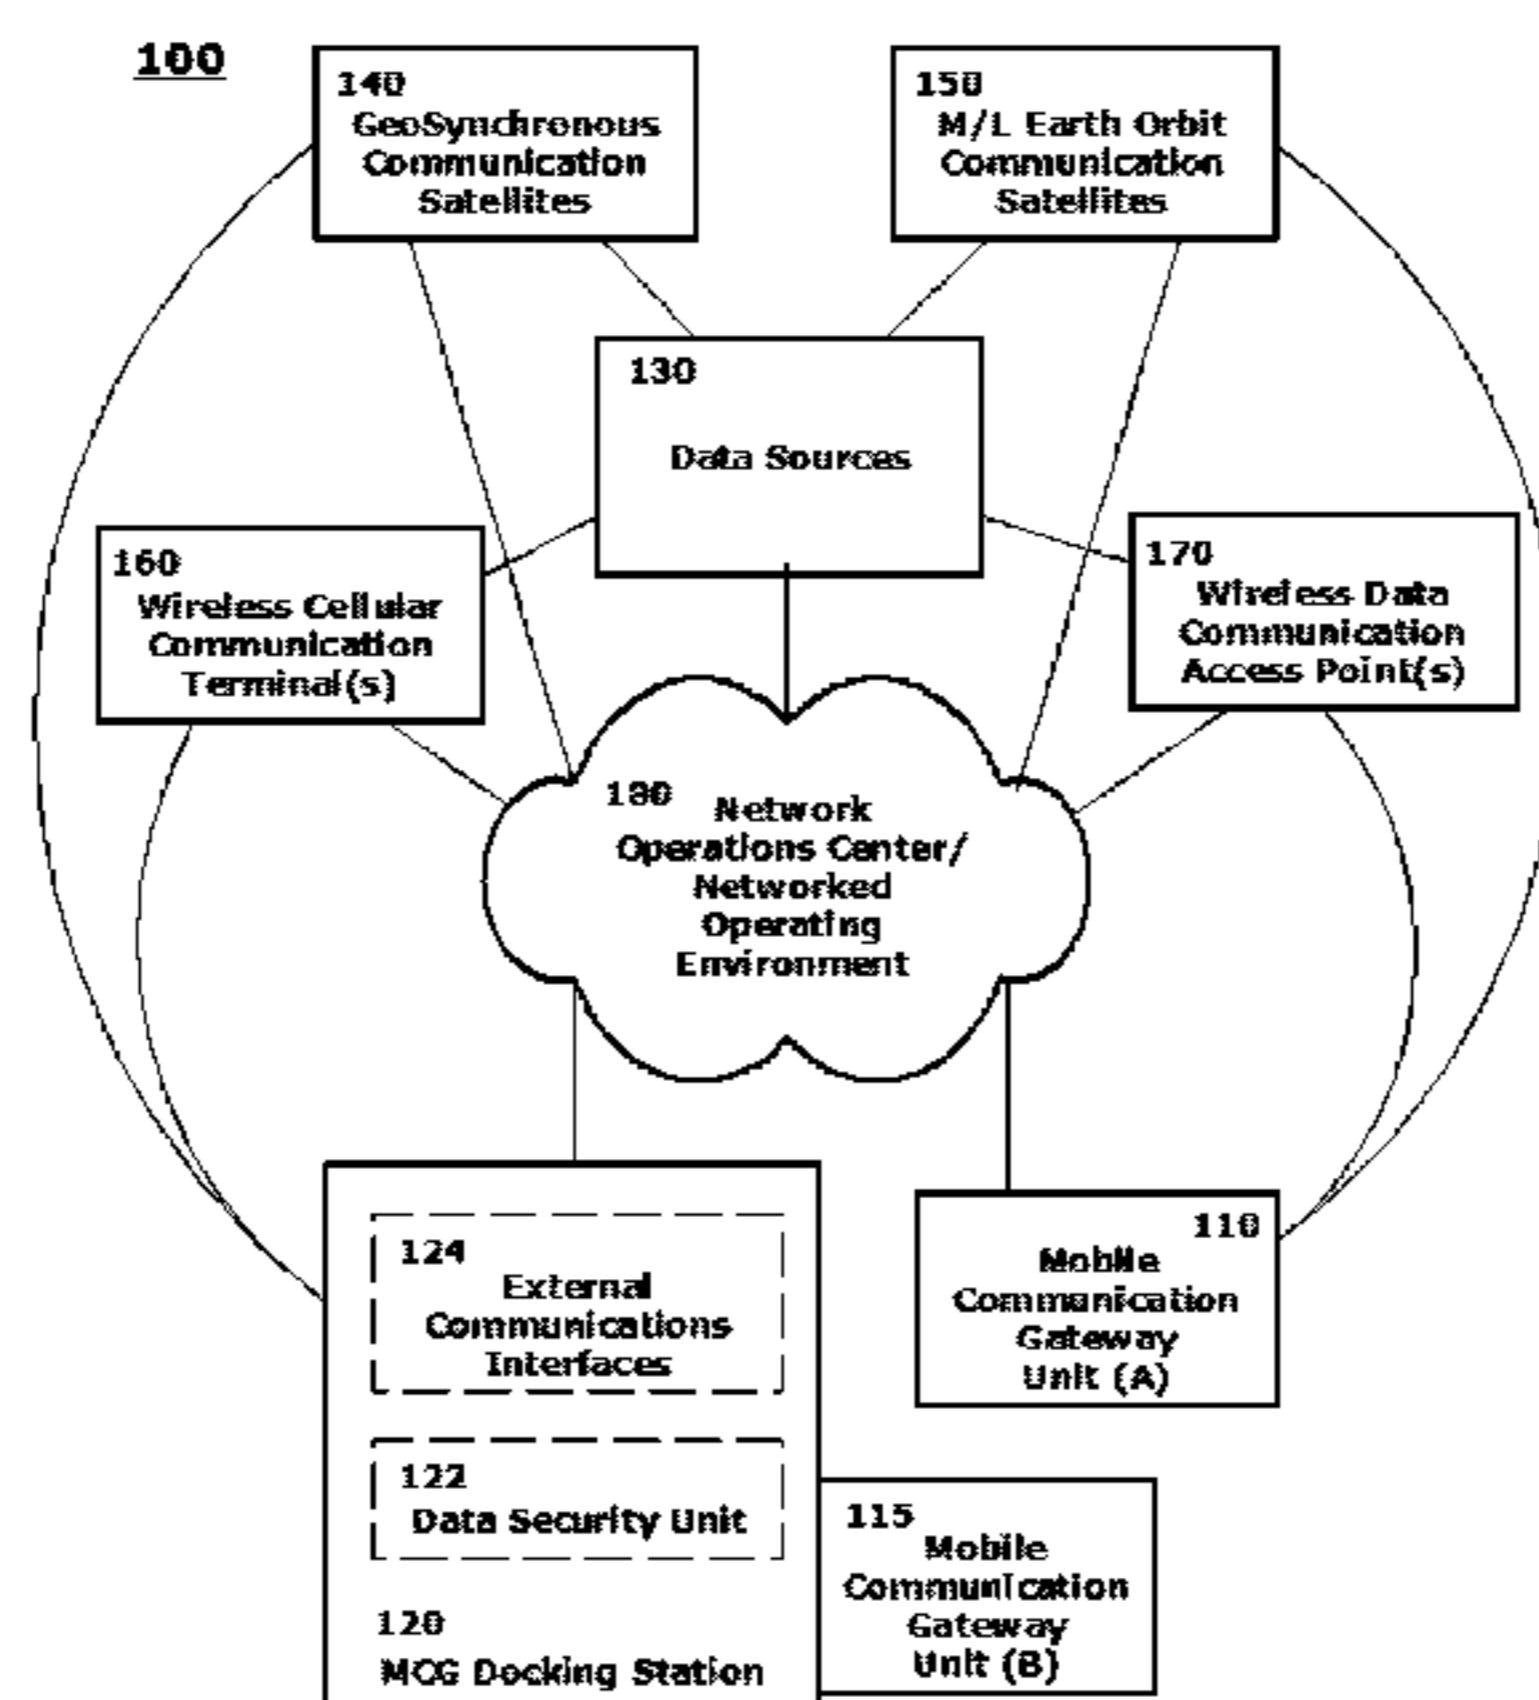 100
140
GeoSynchronous
Communication
Satellites
150
M/L Earth Orbit
Communication
Satellites
130
Data Sources
160
Wireless Cellular
Communication
Terminal(s)
170
Wireless Data
Communication
Access Point(s)
180
Network
Operations Center/
Networked
Operating
Environment
124
External
Communications
Interfaces
122
Data Security Unit
120
MCG Docking Station
110
Mobile
Communication
Gateway
Unit (A)
115
Mobile
Communication
Gateway
Unit (B)